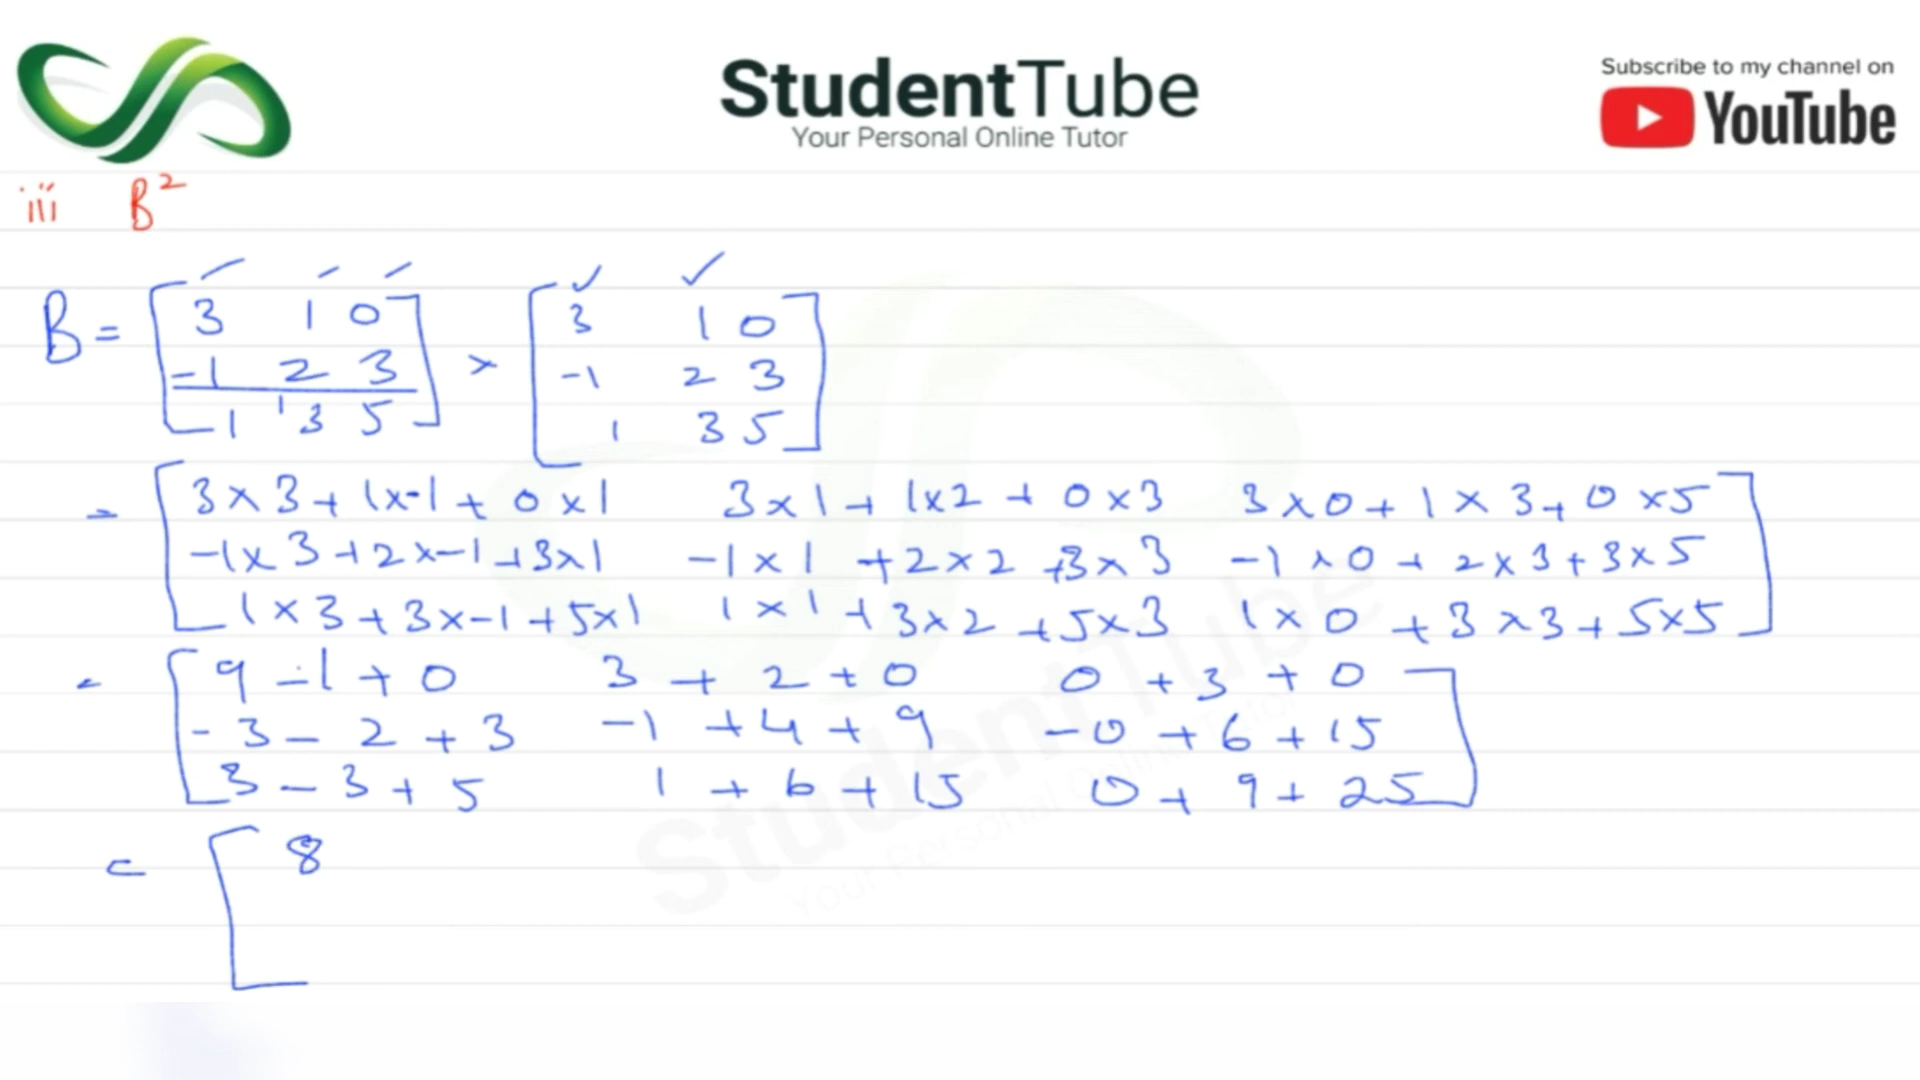 StudentTube
Your Personal Online Tutor
Subscribe to my channel on
YouTube
iii B²
B = [ 3 1 0 ] × [ 3 1 0 ]
-1 2 3 -1 2 3
1 3 5 1 3 5
= [ 3×3+1×-1+0×1 3×1+1×2+0×3 3×0+1×3+0×5 ]
-1×3+2×-1+3×1 -1×1+2×2+3×3 -1×0+2×3+3×5
1×3+3×-1+5×1 1×1+3×2+5×3 1×0+3×3+5×5
= [ 9-1+0 3+2+0 0+3+0 ]
-3-2+3 -1+4+9 -0+6+15
3-3+5 1+6+15 0+9+25
= [ 8
StudentTube
Your Personal Online Tutor